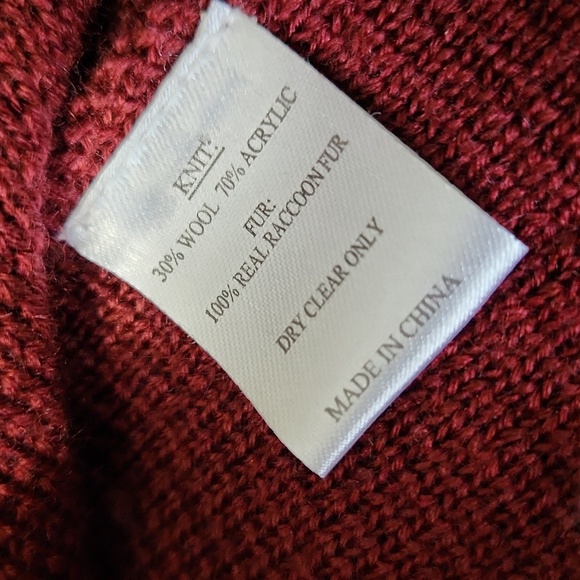 KNIT:
30% WOOL 70% ACRYLIC
FUR:
100% REAL RACCOON FUR
DRY CLEAR ONLY
MADE IN CHINA